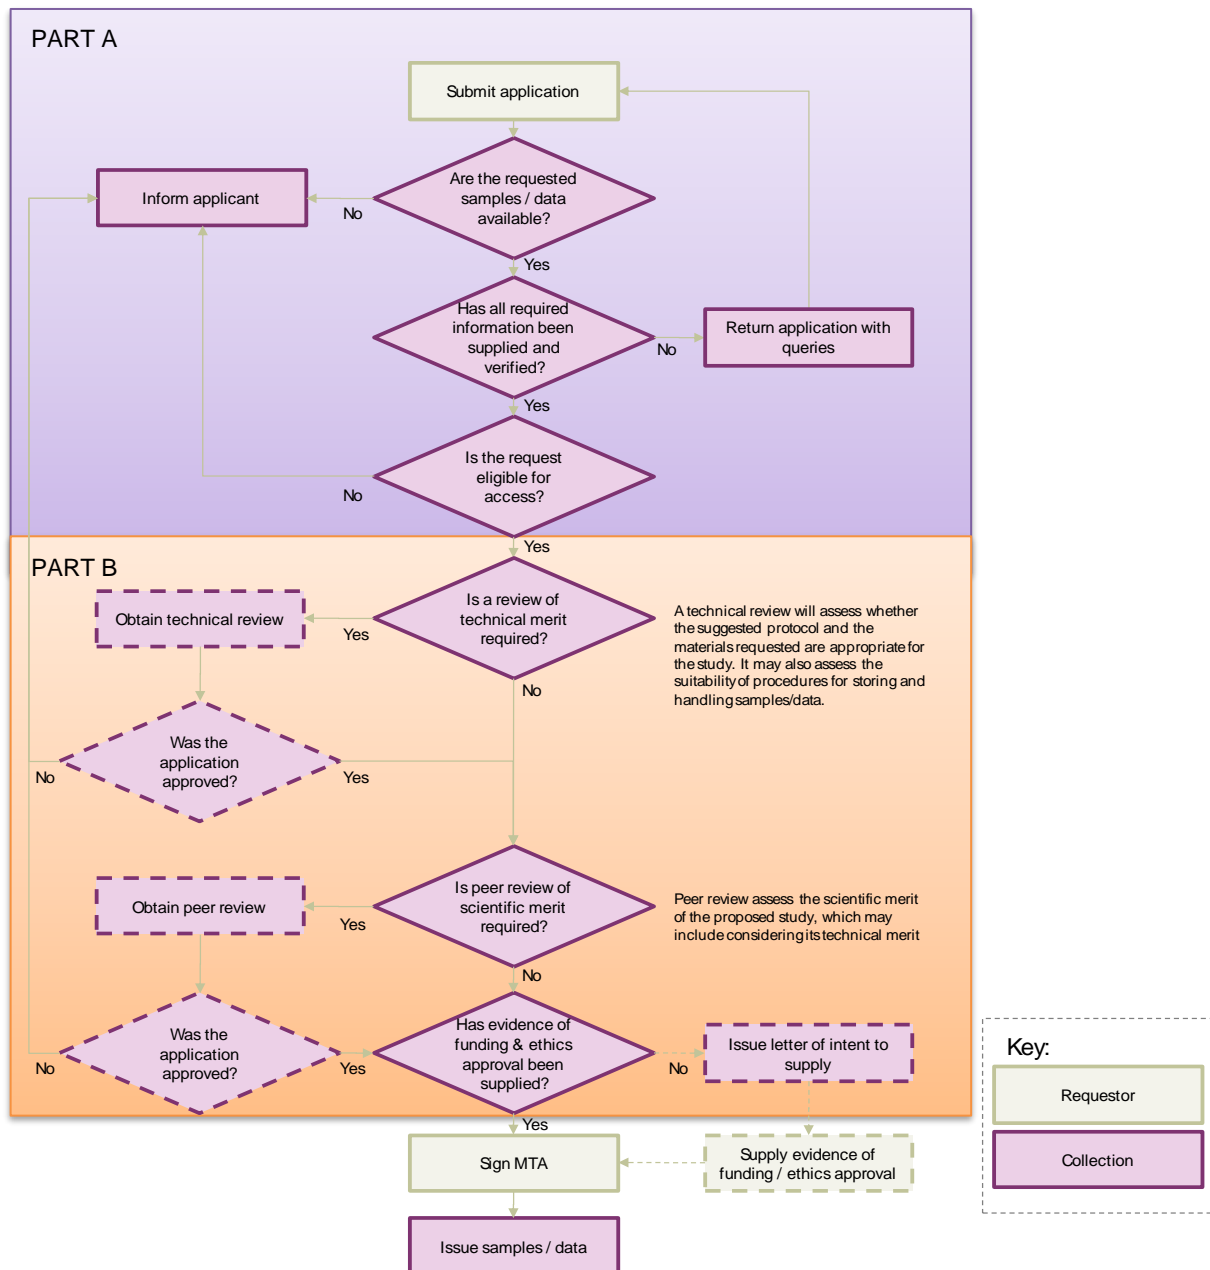 PART A
Submit application
Are the requested
samples / data
available?
Inform applicant
No
Yes
Has all required
information been
supplied and
verified?
No
Return application with
queries
Yes
Is the request
eligible for
access?
No
Yes
PART B
Is a review of
technical merit
required?
Obtain technical review
Yes
A technical review will assess whether
the suggested protocol and the
materials requested are appropriate for
the study. It may also assess the
suitability of procedures for storing and
handling samples/data.
No
Was the
application
approved?
No
Yes
Is peer review of
scientific merit
required?
Obtain peer review
Yes
Peer review assess the scientific merit
of the proposed study, which may
include considering its technical merit
No
Was the
application
approved?
No
Yes
Has evidence of
funding & ethics
approval been
supplied?
No
Issue letter of intent to
supply
Yes
Sign MTA
Supply evidence of
funding / ethics approval
Issue samples / data
Key:
Requestor
Collection